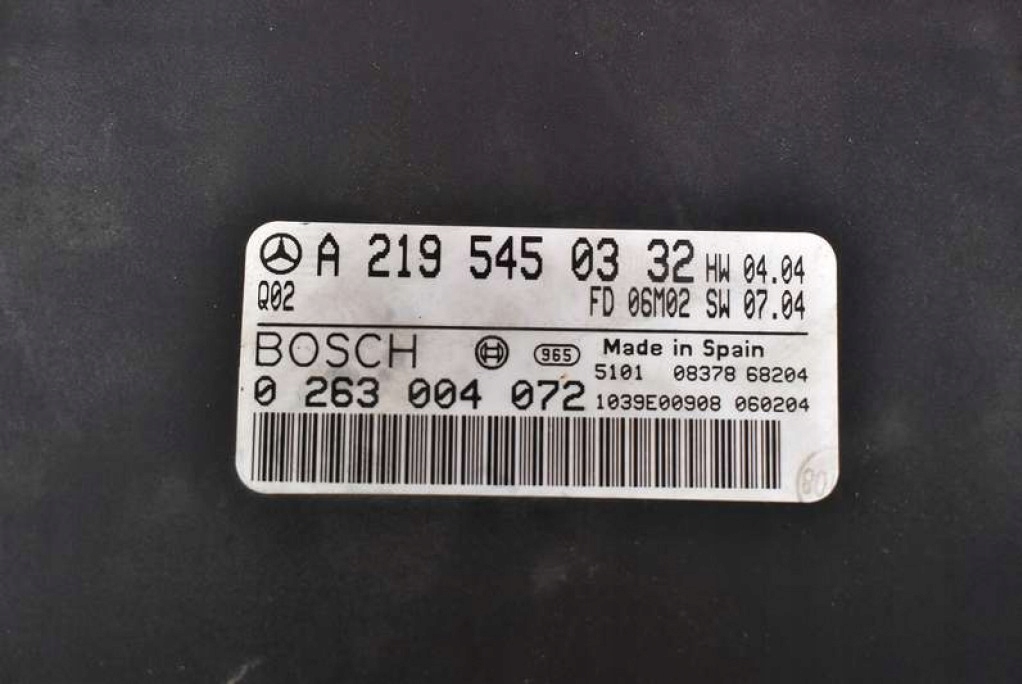 A 219 545 03 32 HW 04.04
Q02 FD 06M02 SW 07.04
BOSCH 965 Made in Spain
5101 08378 68204
0 263 004 072 1039E00908 060204